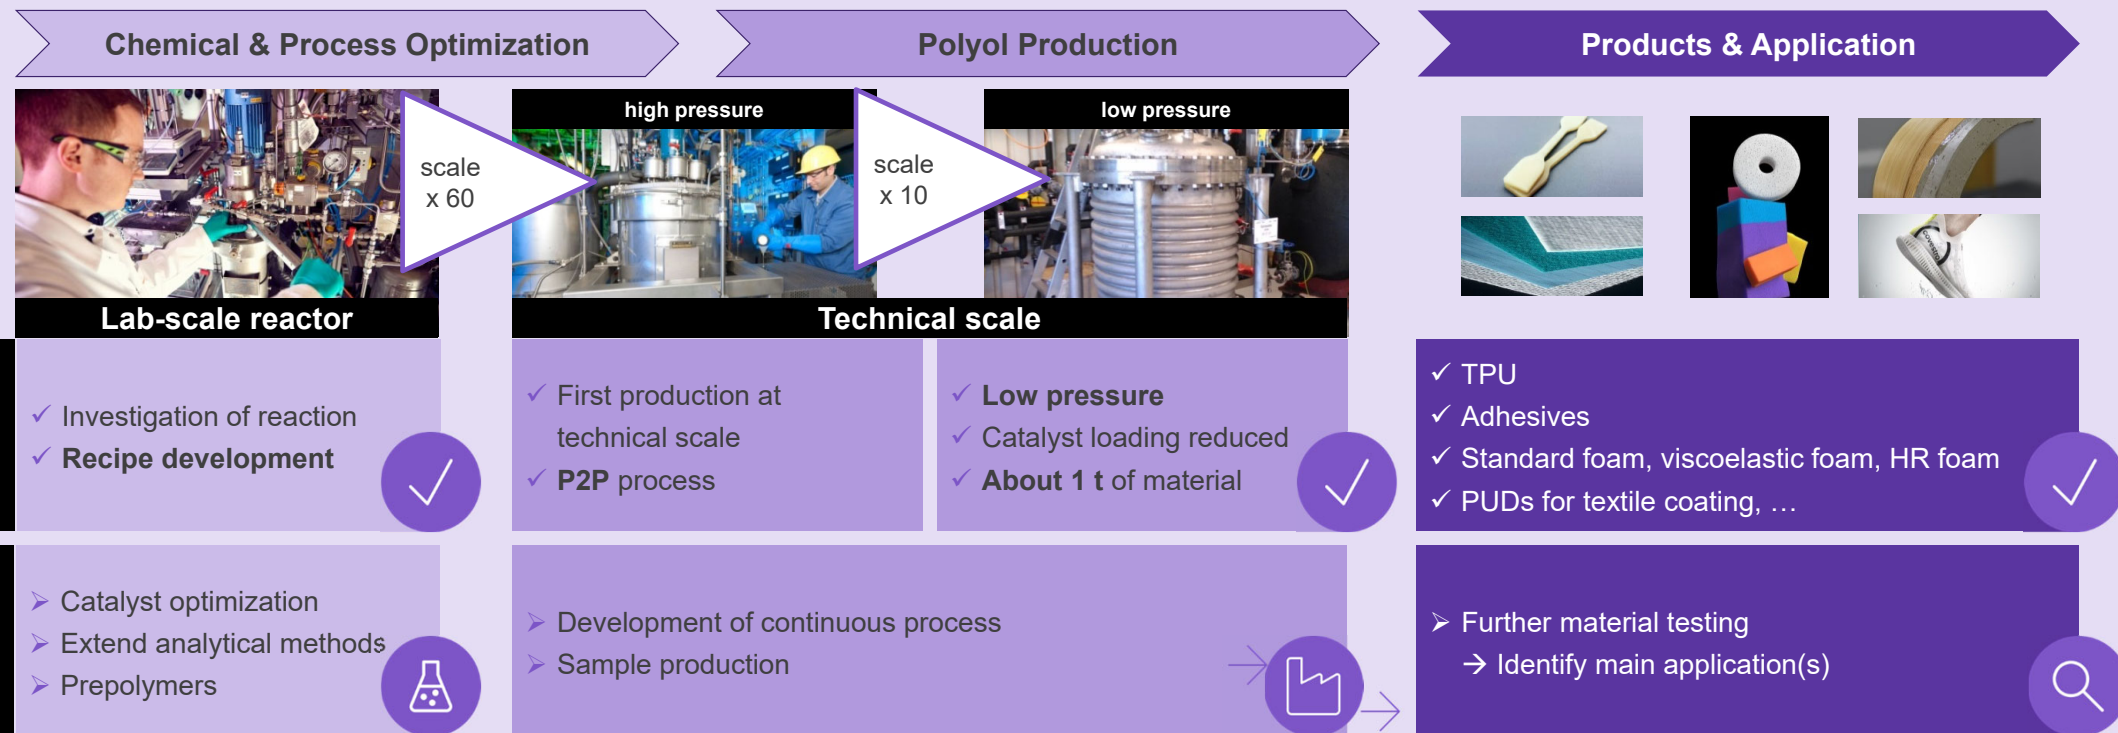 Chemical & Process Optimization
Polyol Production
Products & Application
high pressure
low pressure
scale
x 60
scale
x 10
covestro
Lab-scale reactor
Technical scale
Investigation of reaction
Recipe development
First production at
technical scale
P2P process
Low pressure
Catalyst loading reduced
About 1 t of material
TPU
Adhesives
Standard foam, viscoelastic foam, HR foam
PUDs for textile coating, …
Catalyst optimization
Extend analytical methods
Prepolymers
Development of continuous process
Sample production
Further material testing
→ Identify main application(s)